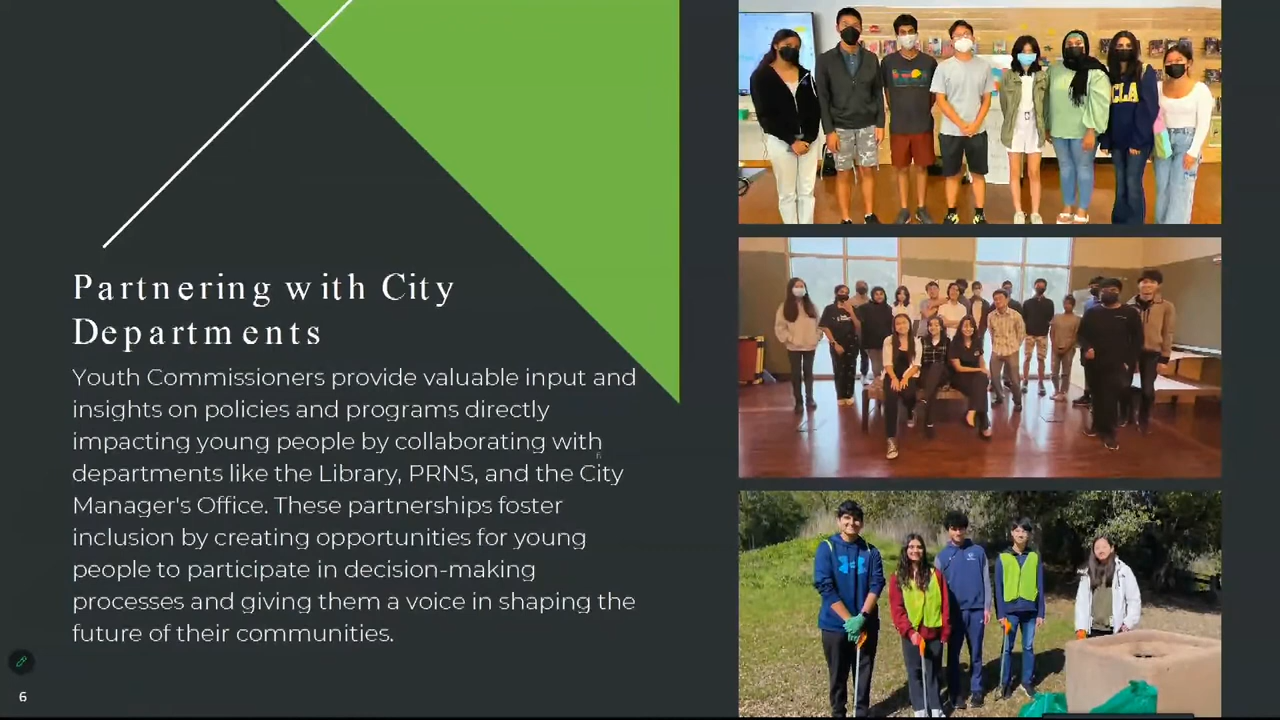 Partnering with City
Departments
Youth Commissioners provide valuable input and
insights on policies and programs directly
impacting young people by collaborating with
departments like the Library, PRNS, and the City
Manager's Office. These partnerships foster
inclusion by creating opportunities for young
people to participate in decision-making
processes and giving them a voice in shaping the
future of their communities.
6
6
CLA